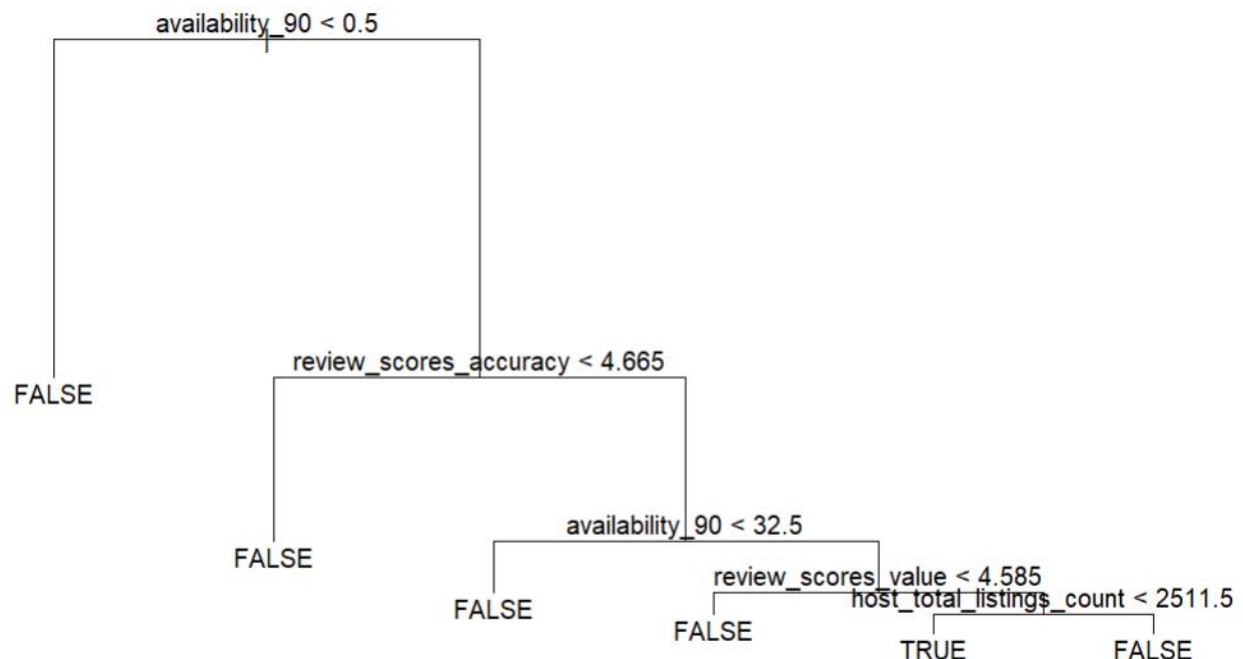 availability_90 < 0.5
review_scores_accuracy < 4.665
FALSE
availability_90 < 32.5
FALSE
review_scores_value < 4.585
host_total_listings_count < 2511.5
FALSE
FALSE
TRUE
FALSE